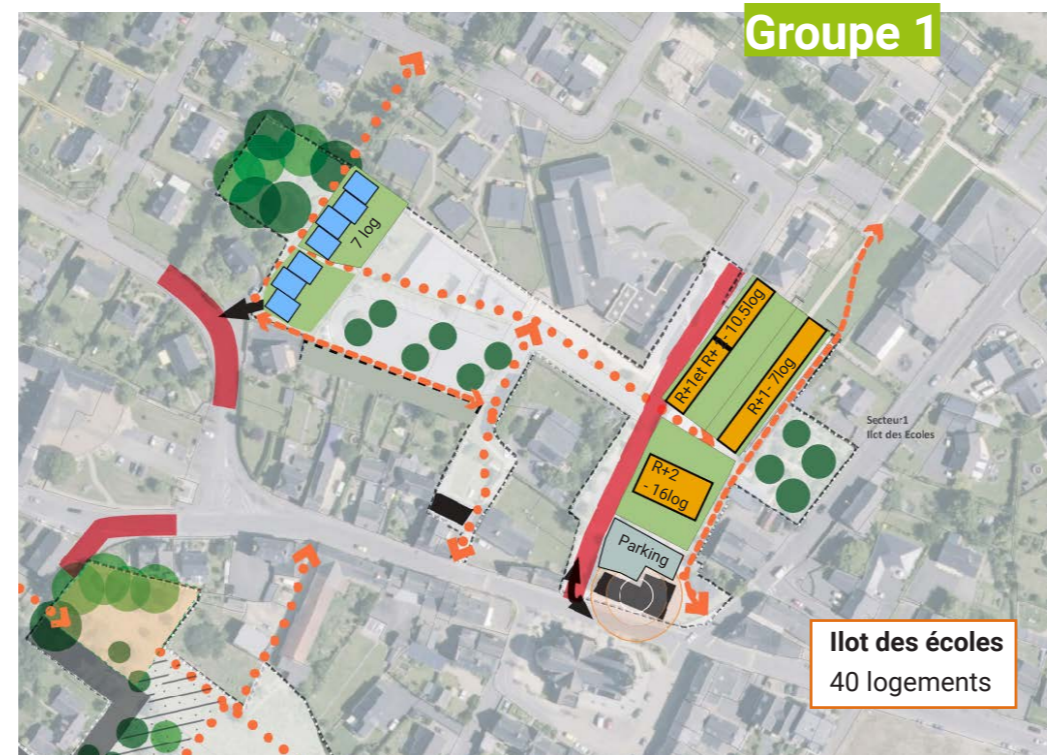 Groupe 1
7 log
R+1et R+ - 10.5log
R+1- 7log
Secteur1
Ilot des Ecoles
R+2
- 16log
Parking
Ilot des écoles
40 logements